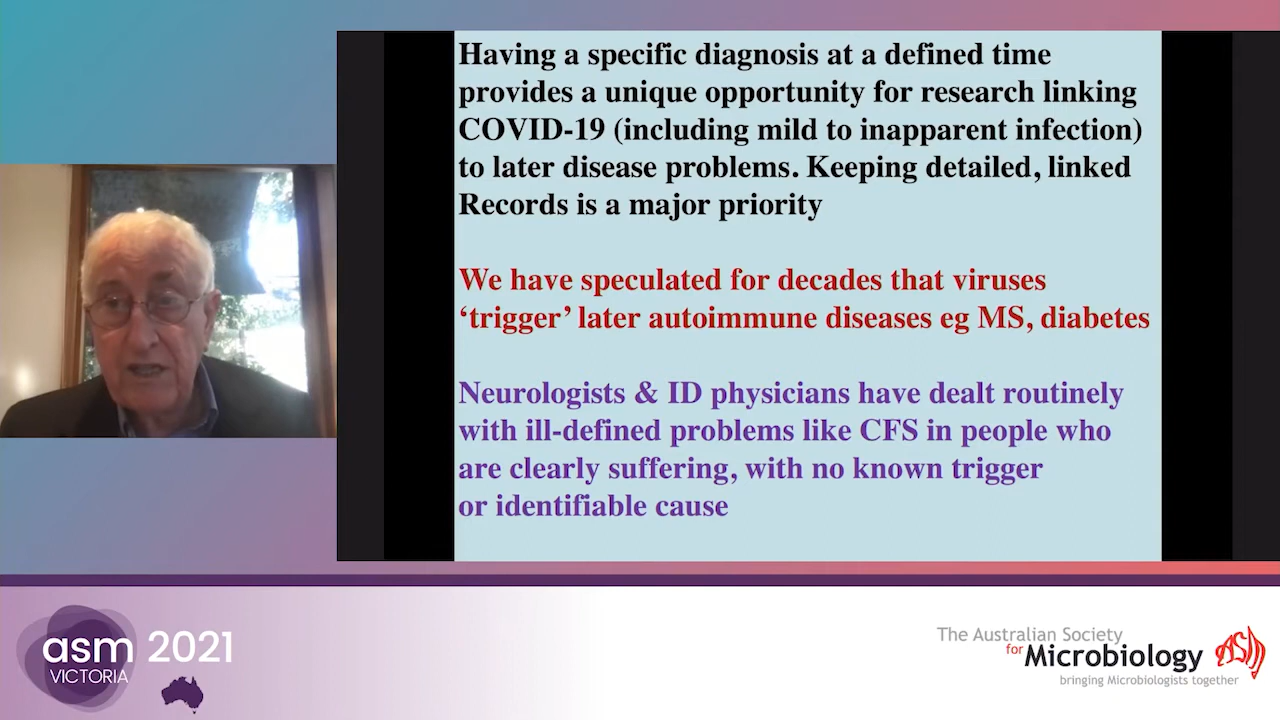 Having a specific diagnosis at a defined time
provides a unique opportunity for research linking
COVID-19 (including mild to inapparent infection)
to later disease problems. Keeping detailed, linked
Records is a major priority
We have speculated for decades that viruses
‘trigger’ later autoimmune diseases eg MS, diabetes
Neurologists & ID physicians have dealt routinely
with ill-defined problems like CFS in people who
are clearly suffering, with no known trigger
or identifiable cause
asm 2021
VICTORIA
The Australian Society
for Microbiology
bringing Microbiologists together
ASM